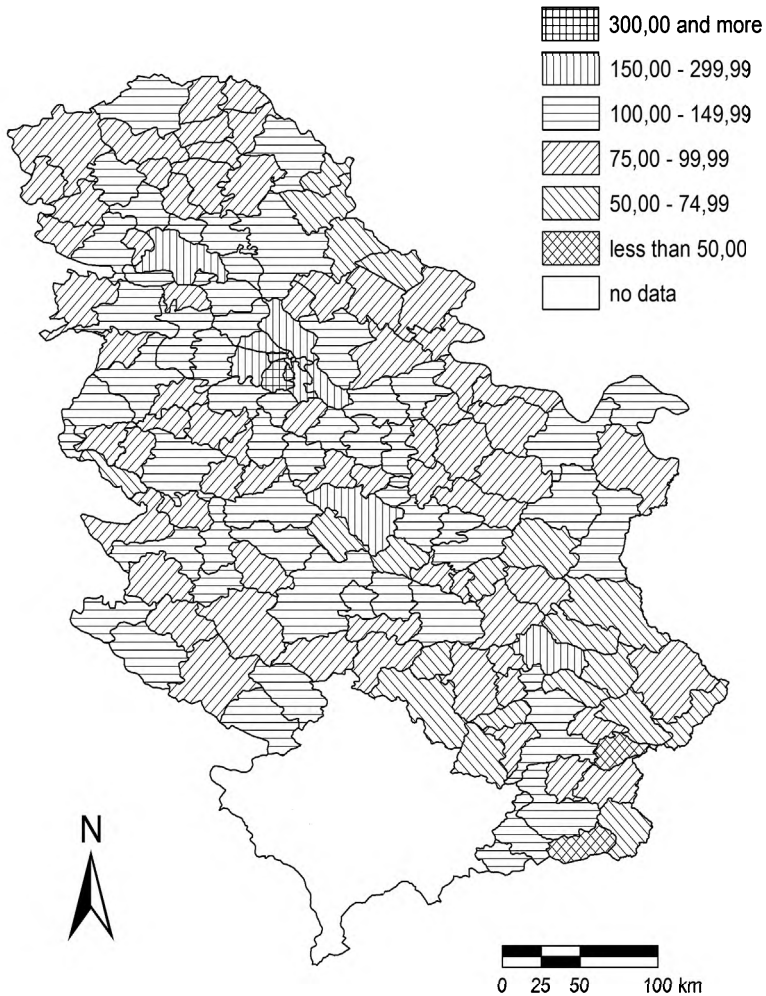 300,00 and more
150,00 - 299,99
100,00 - 149,99
75,00 - 99,99
50,00 - 74,99
less than 50,00
no data
N
0 25 50 100 km